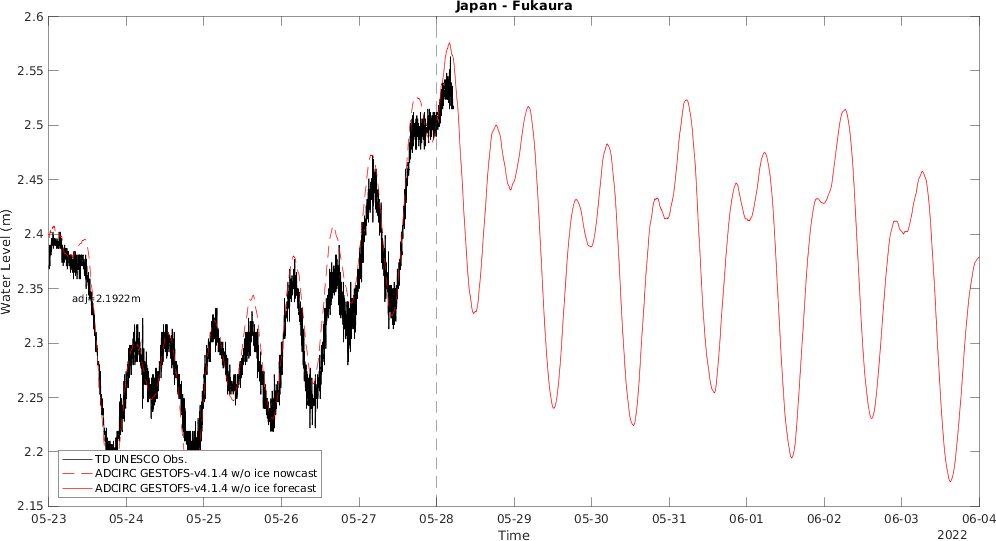 Japan - Fukaura
2.6
2.55
2.5
2.45
2.4
2.35
2.3
2.25
2.2
2.15
Water Level (m)
adj=2.1922m
TD UNESCO Obs.
ADCIRC GESTOFS-v4.1.4 w/o ice nowcast
ADCIRC GESTOFS-v4.1.4 w/o ice forecast
05-23 05-24 05-25 05-26 05-27 05-28 05-29 05-30 05-31 06-01 06-02 06-03 06-04
Time
2022